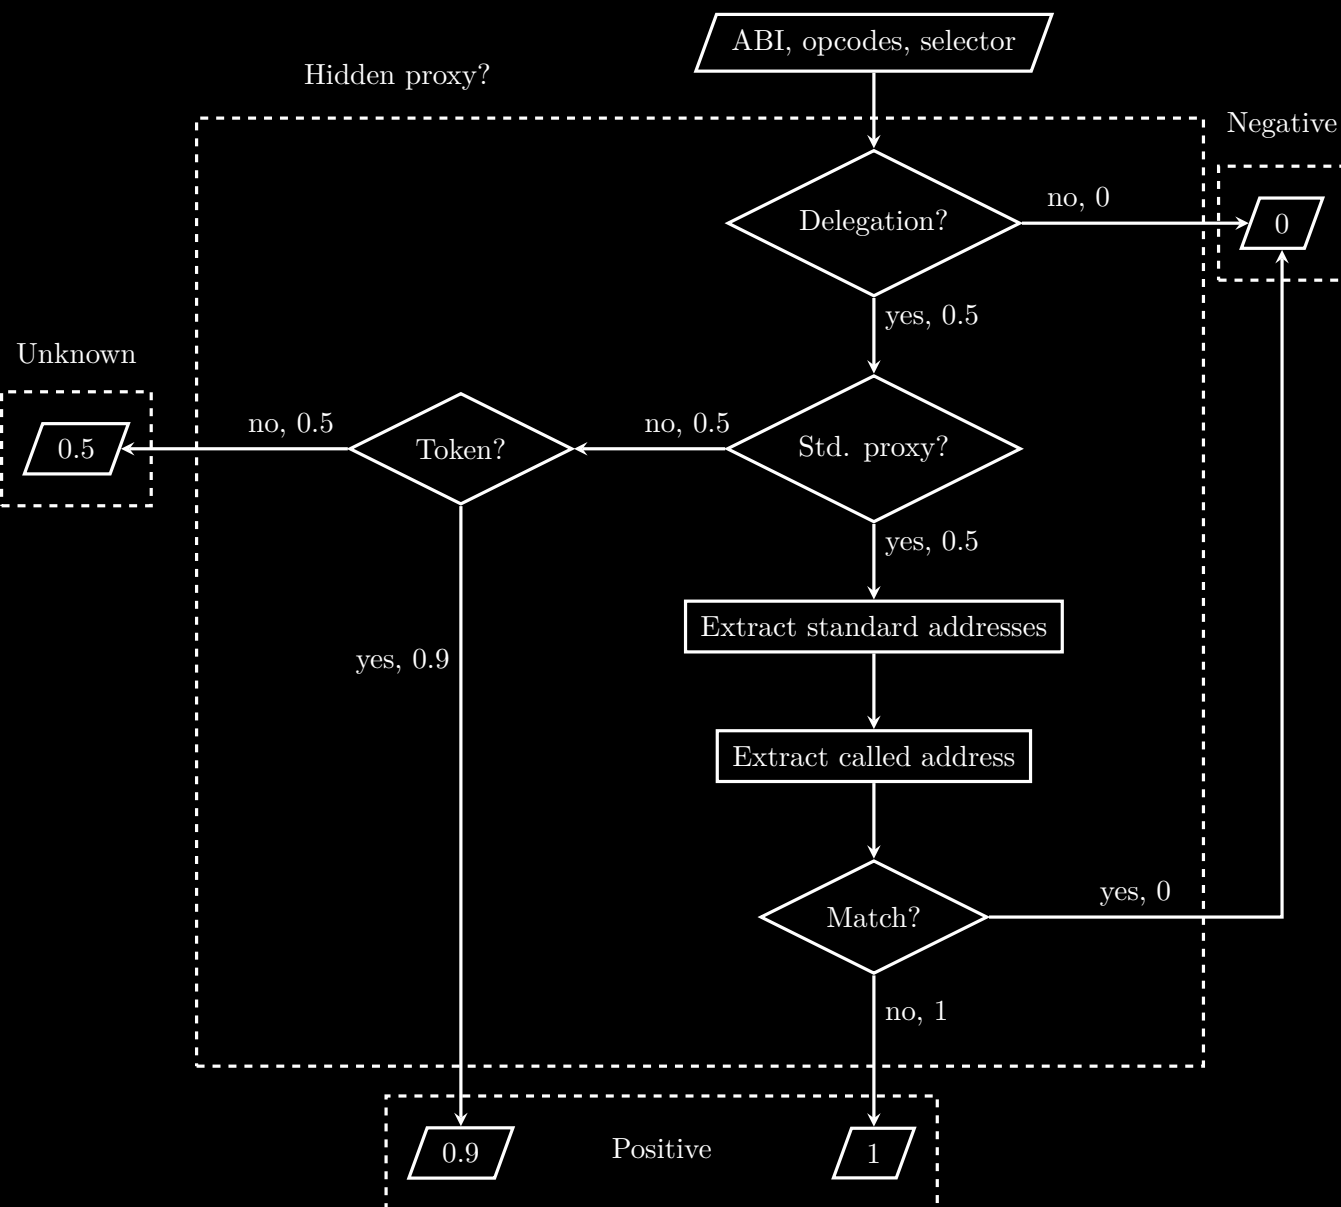 ABI, opcodes, selector
Hidden proxy?
Negative
no, 0
Delegation?
0
yes, 0.5
Unknown
no, 0.5
no, 0.5
0.5
Token?
Std. proxy?
yes, 0.5
Extract standard addresses
yes, 0.9
Extract called address
yes, 0
Match?
no, 1
0.9
Positive
1